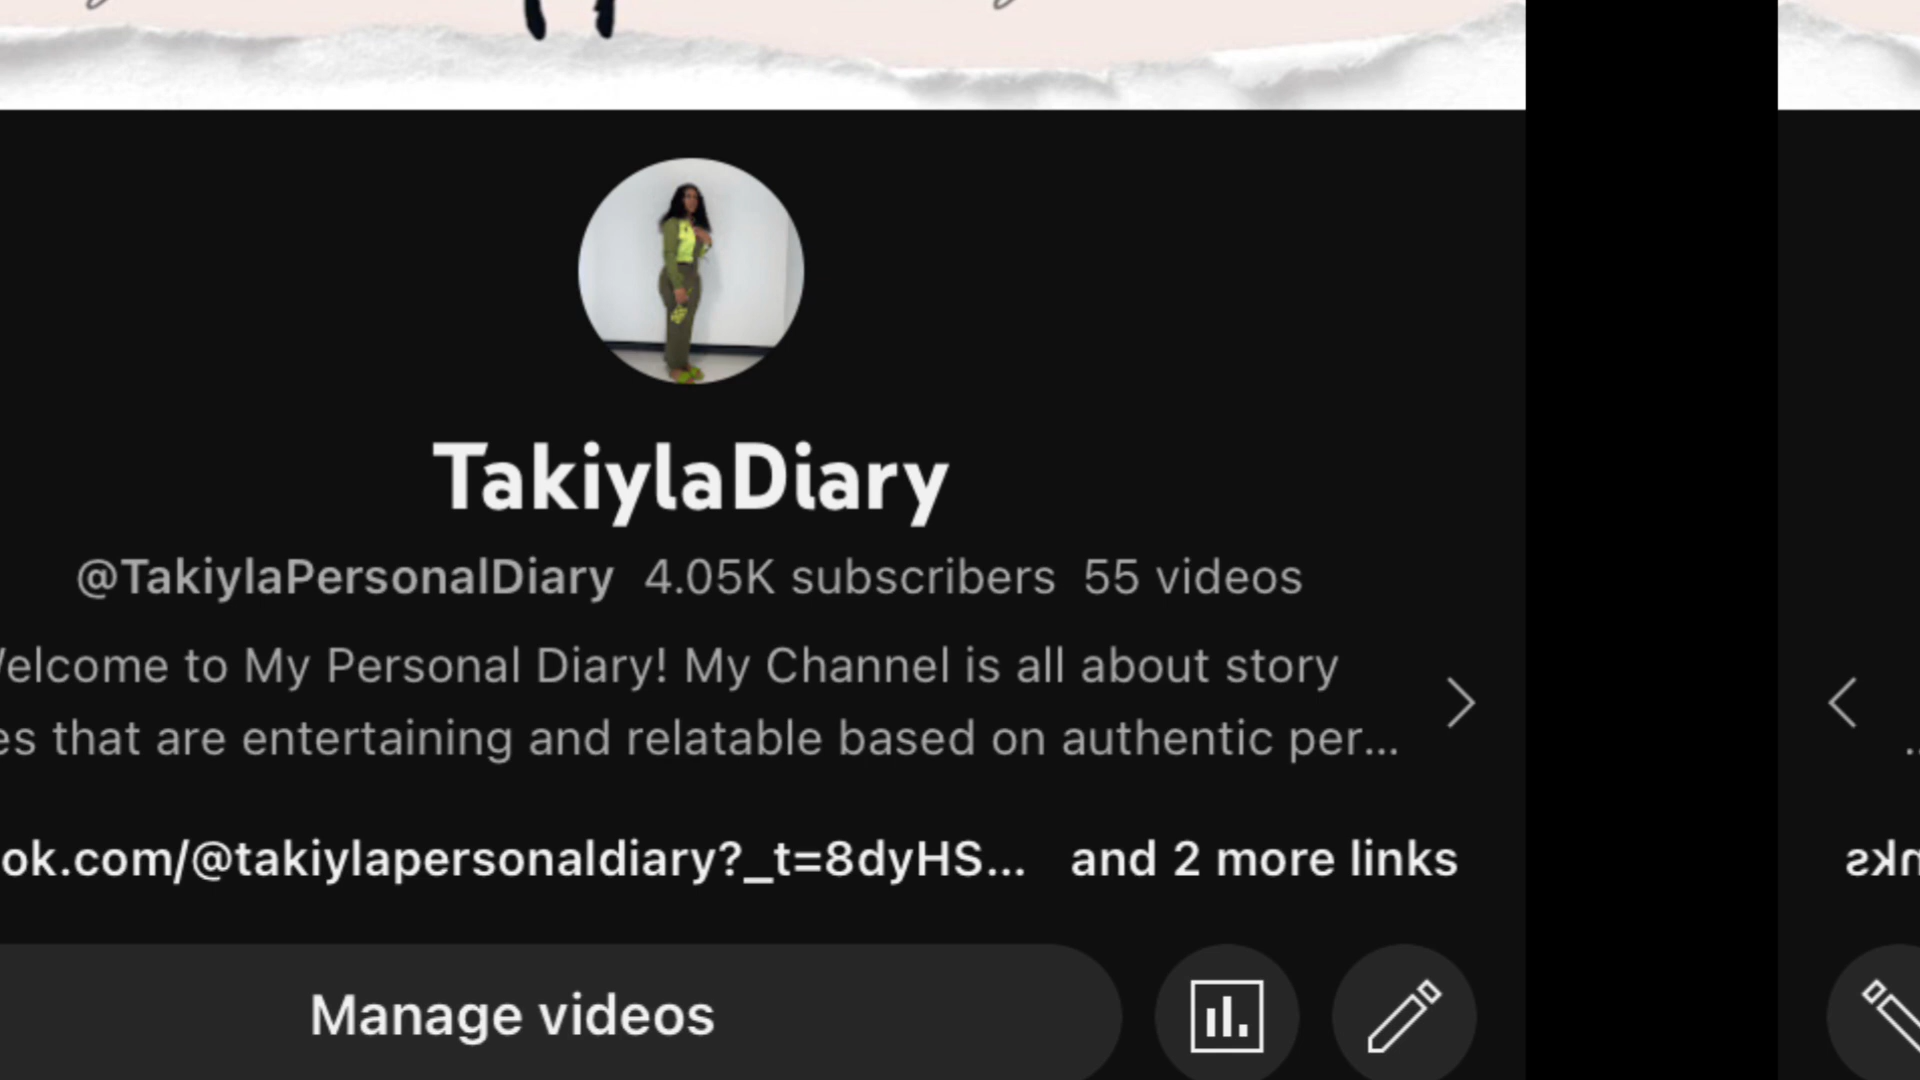 TakiylaDiary
@TakiylaPersonalDiary 4.05K subscribers 55 videos
elcome to My Personal Diary! My Channel is all about story
es that are entertaining and relatable based on authentic per...
ok.com/@takiylapersonaldiary?_t=8dyHS... and 2 more links
Manage videos